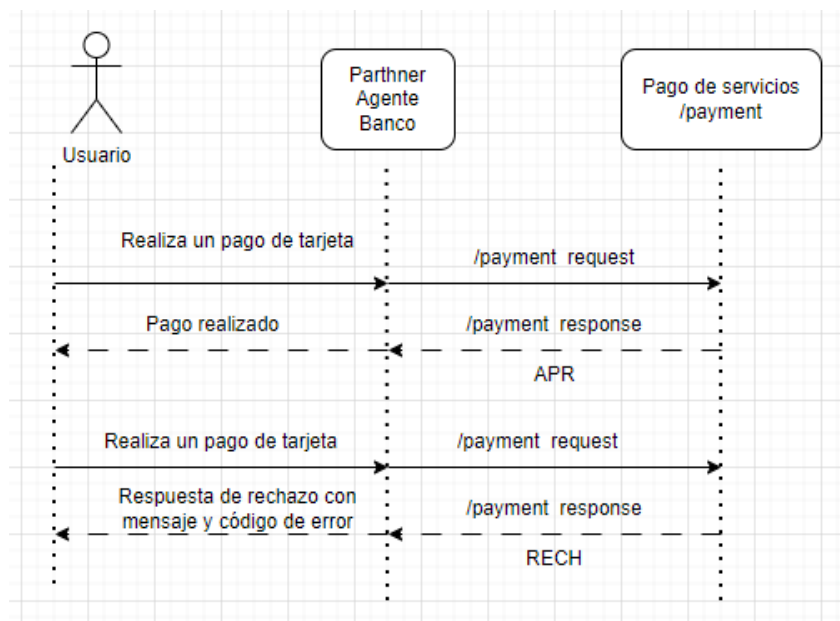 Parthner
Agente
Banco
Pago de servicios
/payment
Usuario
Realiza un pago de tarjeta
/payment request
Pago realizado
/payment response
APR
Realiza un pago de tarjeta
/payment request
Respuesta de rechazo con
mensaje y código de error
/payment response
RECH